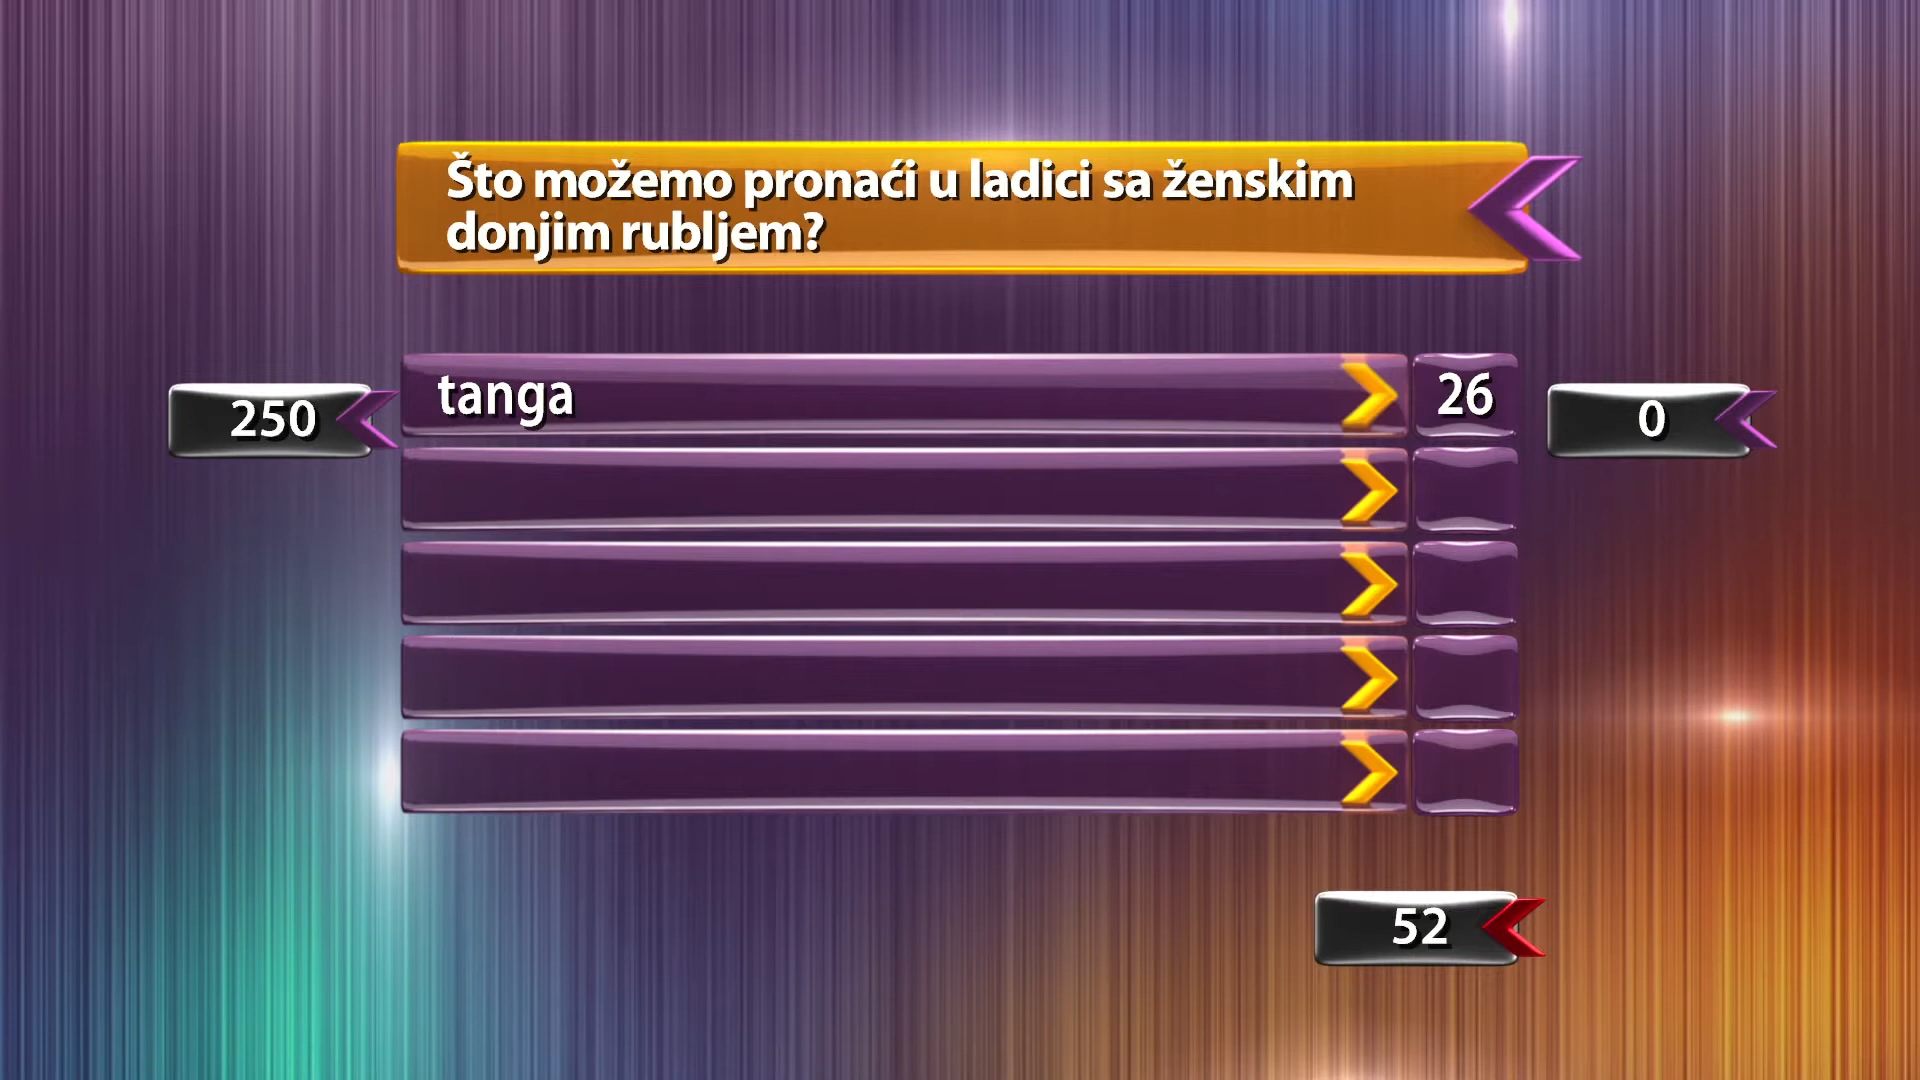 Što možemo pronaći u ladici sa ženskim
donjim rubljem?
250
tanga
26
0
52